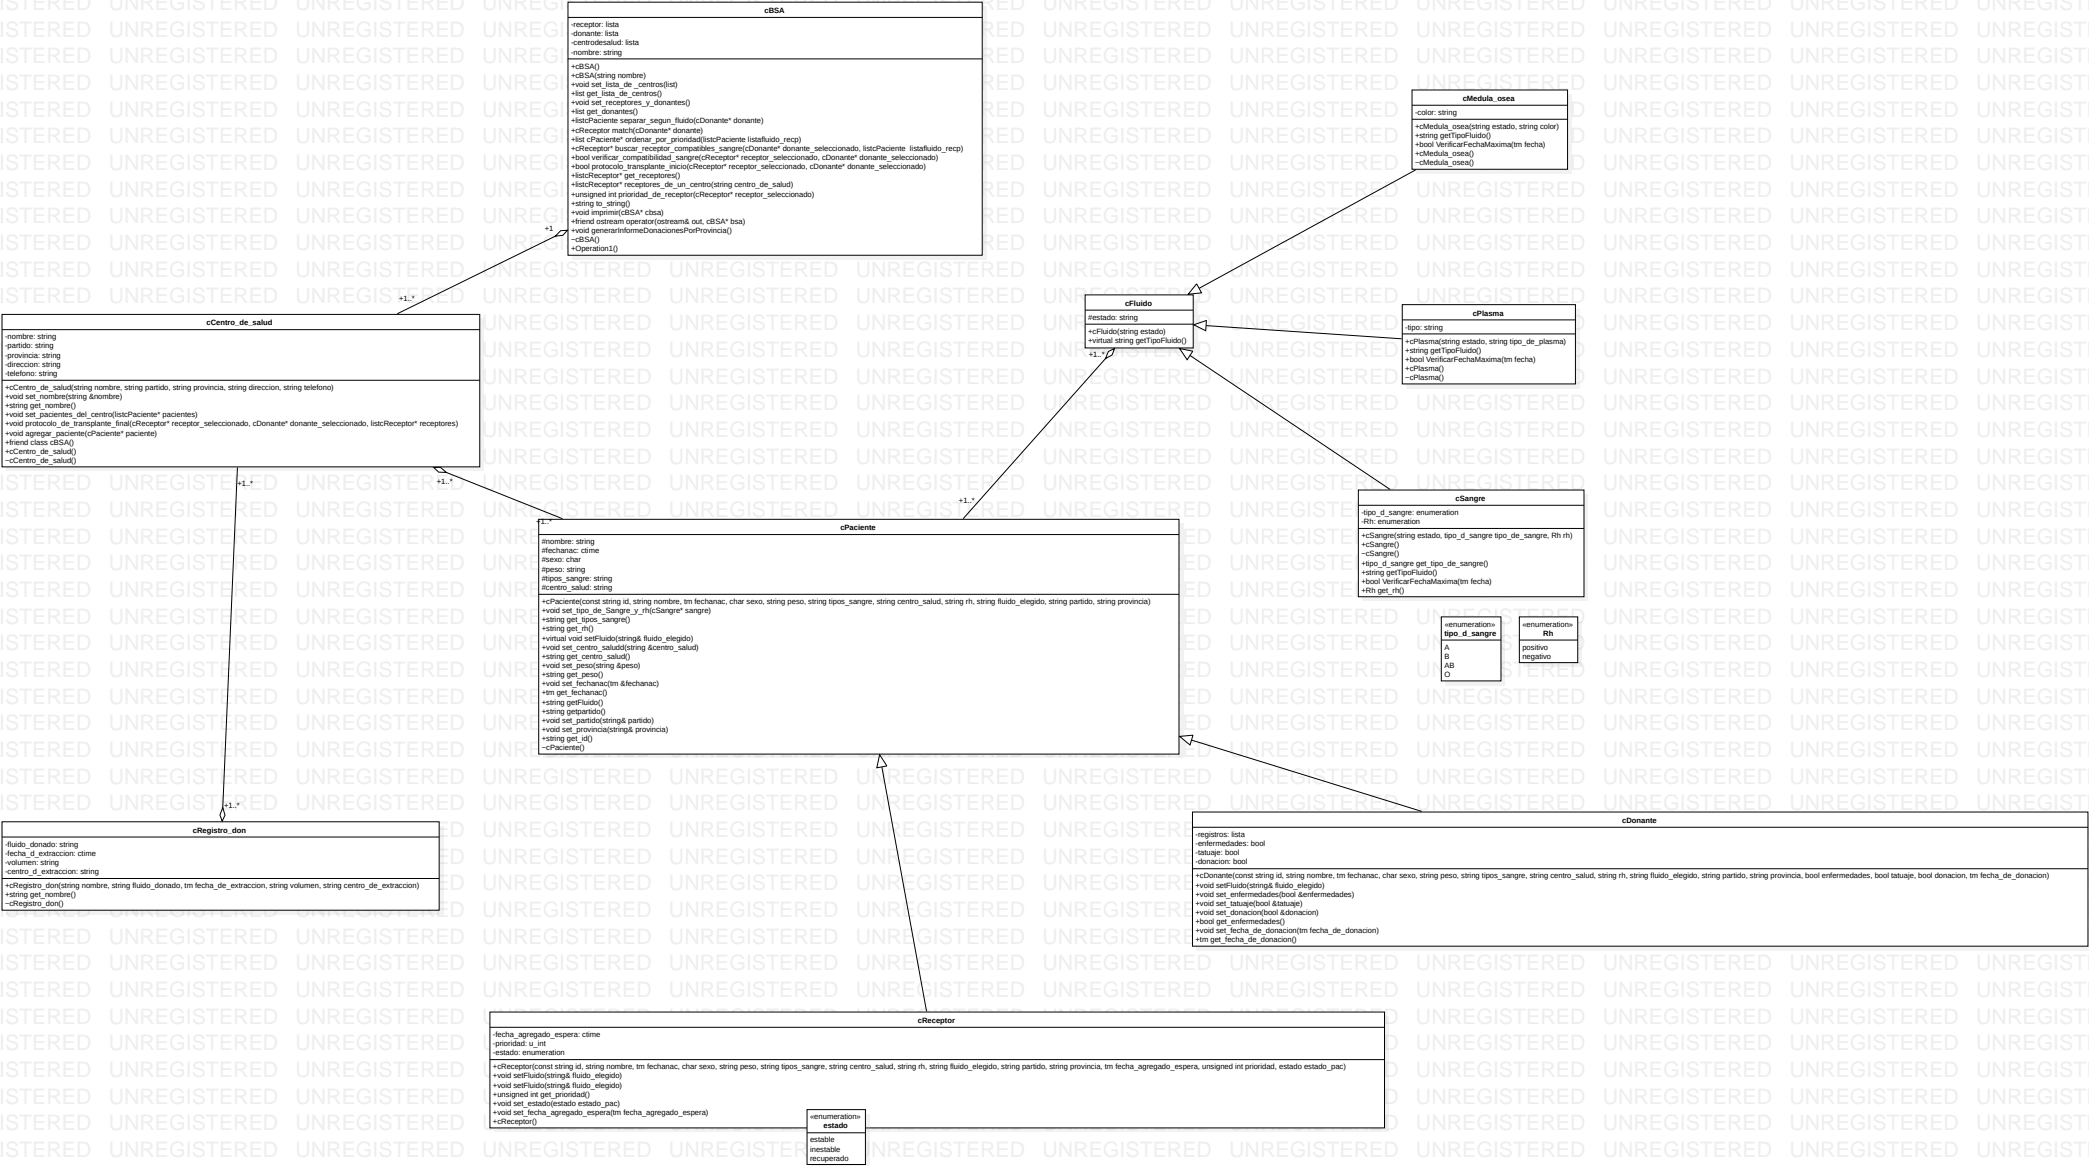 cBSA
-receptor: lista
-donante: lista
-centrodesalud: lista
-nombre: string
+cBSA()
+cBSA(string nombre)
+void set_lista_de _centros(list)
+list get_lista_de_centros()
+void set_receptores_y_donantes()
+list get_donantes()
+listcPaciente separar_segun_fluido(cDonante* donante)
+cReceptor match(cDonante* donante)
+list cPaciente* ordenar_por_prioridad(listcPaciente listafluido_recp)
+cReceptor* buscar_receptor_compatibles_sangre(cDonante* donante_seleccionado, listcPaciente listafluido_recp)
+bool verificar_compatibilidad_sangre(cReceptor* receptor_seleccionado, cDonante* donante_seleccionado)
+bool protocolo_transplante_inicio(cReceptor* receptor_seleccionado, cDonante* donante_seleccionado)
+listcReceptor* get_receptores()
+listcReceptor* receptores_de_un_centro(string centro_de_salud)
+unsigned int prioridad_de_receptor(cReceptor* receptor_seleccionado)
+string to_string()
+void imprimir(cBSA* cbsa)
+friend ostream operator(ostream& out, cBSA* bsa)
+void generarInformeDonacionesPorProvincia()
~cBSA()
+Operation1()
+1
+1..*
cMedula_osea
-color: string
+cMedula_osea(string estado, string color)
+string getTipoFluido()
+bool VerificarFechaMaxima(tm fecha)
+cMedula_osea()
~cMedula_osea()
cFluido
#estado: string
+cFluido(string estado)
+virtual string getTipoFluido()
+1..*
+1..*
cPlasma
-tipo: string
+cPlasma(string estado, string tipo_de_plasma)
+string getTipoFluido()
+bool VerificarFechaMaxima(tm fecha)
+cPlasma()
~cPlasma()
cCentro_de_salud
-nombre: string
-partido: string
-provincia: string
-direccion: string
-telefono: string
+cCentro_de_salud(string nombre, string partido, string provincia, string direccion, string telefono)
+void set_nombre(string &nombre)
+string get_nombre()
+void set_pacientes_del_centro(listcPaciente* pacientes)
+void protocolo_de_transplante_final(cReceptor* receptor_seleccionado, cDonante* donante_seleccionado, listcReceptor* receptores)
+void agregar_paciente(cPaciente* paciente)
+friend class cBSA()
+cCentro_de_salud()
~cCentro_de_salud()
+1..*
+1..*
+1..*
+1..*
cSangre
-tipo_d_sangre: enumeration
-Rh: enumeration
+cSangre(string estado, tipo_d_sangre tipo_de_sangre, Rh rh)
+cSangre()
~cSangre()
+tipo_d_sangre get_tipo_de_sangre()
+string getTipoFluido()
+bool VerificarFechaMaxima(tm fecha)
+Rh get_rh()
«enumeration»
tipo_d_sangre
A
B
AB
O
«enumeration»
Rh
positivo
negativo
cPaciente
#nombre: string
#fechanac: ctime
#sexo: char
#peso: string
#tipos_sangre: string
#centro_salud: string
+cPaciente(const string id, string nombre, tm fechanac, char sexo, string peso, string tipos_sangre, string centro_salud, string rh, string fluido_elegido, string partido, string provincia)
+void set_tipo_de_Sangre_y_rh(cSangre* sangre)
+string get_tipos_sangre()
+string get_rh()
+virtual void setFluido(string& fluido_elegido)
+void set_centro_saludd(string &centro_salud)
+string get_centro_salud()
+void set_peso(string &peso)
+string get_peso()
+void set_fechanac(tm &fechanac)
+tm get_fechanac()
+string getFluido()
+string getpartido()
+void set_partido(string& partido)
+void set_provincia(string& provincia)
+string get_id()
~cPaciente()
cRegistro_don
-fluido_donado: string
-fecha_d_extraccion: ctime
-volumen: string
-centro_d_extraccion: string
+cRegistro_don(string nombre, string fluido_donado, tm fecha_de_extraccion, string volumen, string centro_de_extraccion)
+string get_nombre()
~cRegistro_don()
cDonante
-registros: lista
-enfermedades: bool
-tatuaje: bool
-donacion: bool
+cDonante(const string id, string nombre, tm fechanac, char sexo, string peso, string tipos_sangre, string centro_salud, string rh, string fluido_elegido, string partido, string provincia, bool enfermedades, bool tatuaje, bool donacion, tm fecha_de_donacion)
+void setFluido(string& fluido_elegido)
+void set_enfermedades(bool &enfermedades)
+void set_tatuaje(bool &tatuaje)
+void set_donacion(bool &donacion)
+bool get_enfermedades()
+void set_fecha_de_donacion(tm fecha_de_donacion)
+tm get_fecha_de_donacion()
cReceptor
-fecha_agregado_espera: ctime
-prioridad: u_int
-estado: enumeration
+cReceptor(const string id, string nombre, tm fechanac, char sexo, string peso, string tipos_sangre, string centro_salud, string rh, string fluido_elegido, string partido, string provincia, tm fecha_agregado_espera, unsigned int prioridad, estado estado_pac)
+void setFluido(string& fluido_elegido)
+void setFluido(string& fluido_elegido)
+unsigned int get_prioridad()
+void set_estado(estado estado_pac)
+void set_fecha_agregado_espera(tm fecha_agregado_espera)
+cReceptor()
«enumeration»
estado
estable
inestable
recuperado
UNREGISTERED